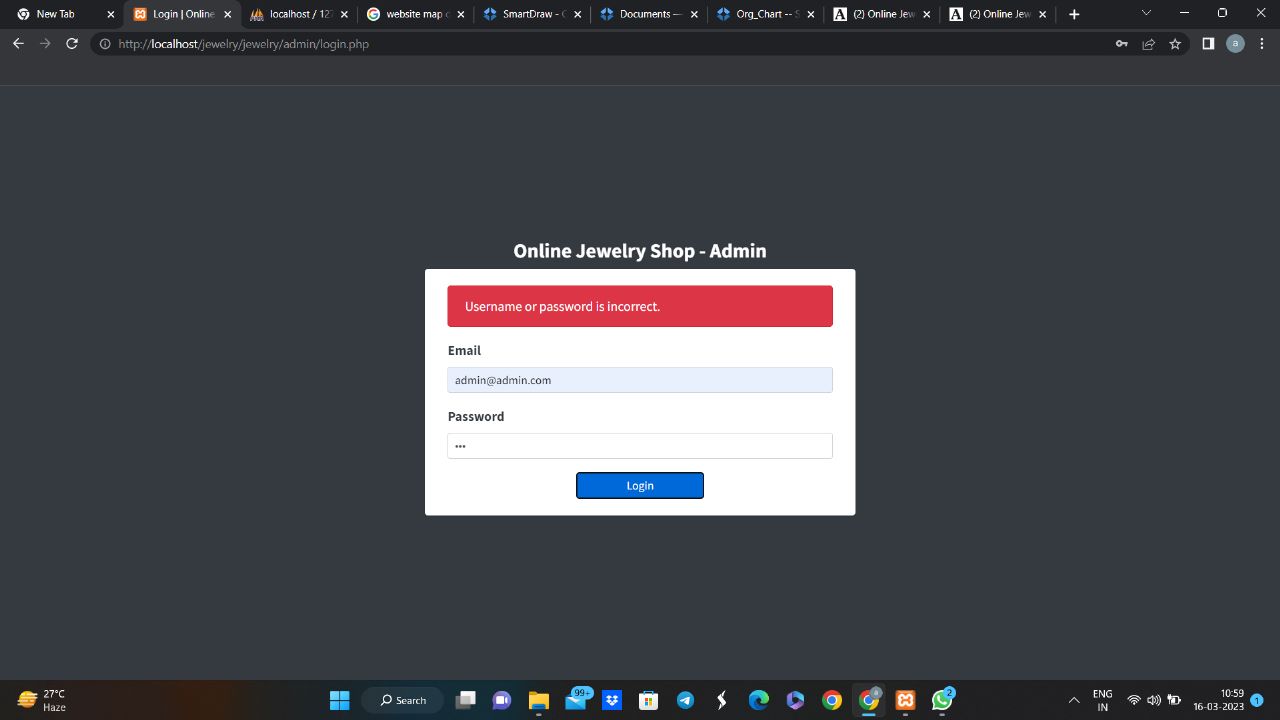 New Tab
Login | Online
localhost / 127
website map o
SmartDraw - C
Documents —
Org_Chart -- S
(2) Online Jew
(2) Online Jew
http://localhost/jewelry/jewelry/admin/login.php
a
Online Jewelry Shop - Admin
Username or password is incorrect.
Email
admin@admin.com
Password
•••
Login
27°C
Haze
Search
99+
2
ENG
IN
10:59
16-03-2023
1